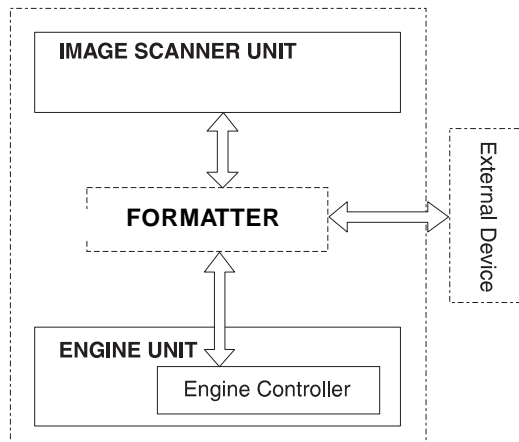 IMAGE SCANNER UNIT
FORMATTER
External Device
ENGINE UNIT
Engine Controller